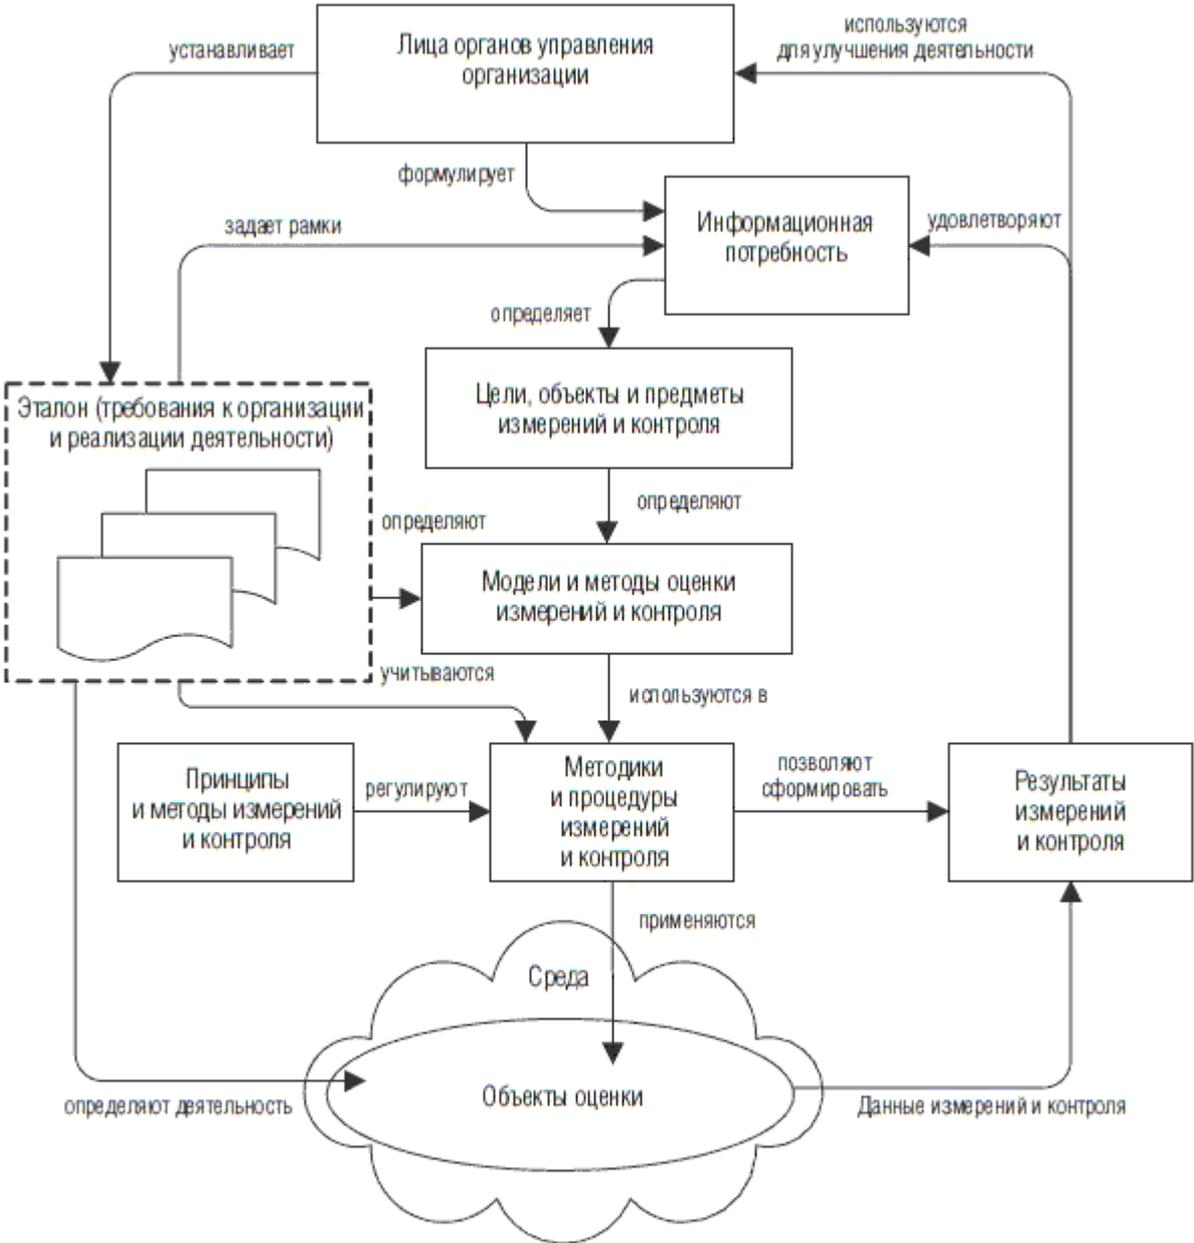 используются
для улучшения деятельности
устанавливает
Лица органов управления
организации
формулирует
задает рамки
Информационная
потребность
удовлетворяют
определяет
Цели, объекты и предметы
измерений и контроля
Эталон (требования к организации
и реализации деятельности)
определяют
определяют
Модели и методы оценки
измерений и контроля
учитываются
используются в
Принципы
и методы измерений
и контроля
регулируют
Методики
и процедуры
измерений
и контроля
позволяют
сформировать
Результаты
измерений
и контроля
применяются
Среда
Объекты оценки
определяют деятельность
Данные измерений и контроля